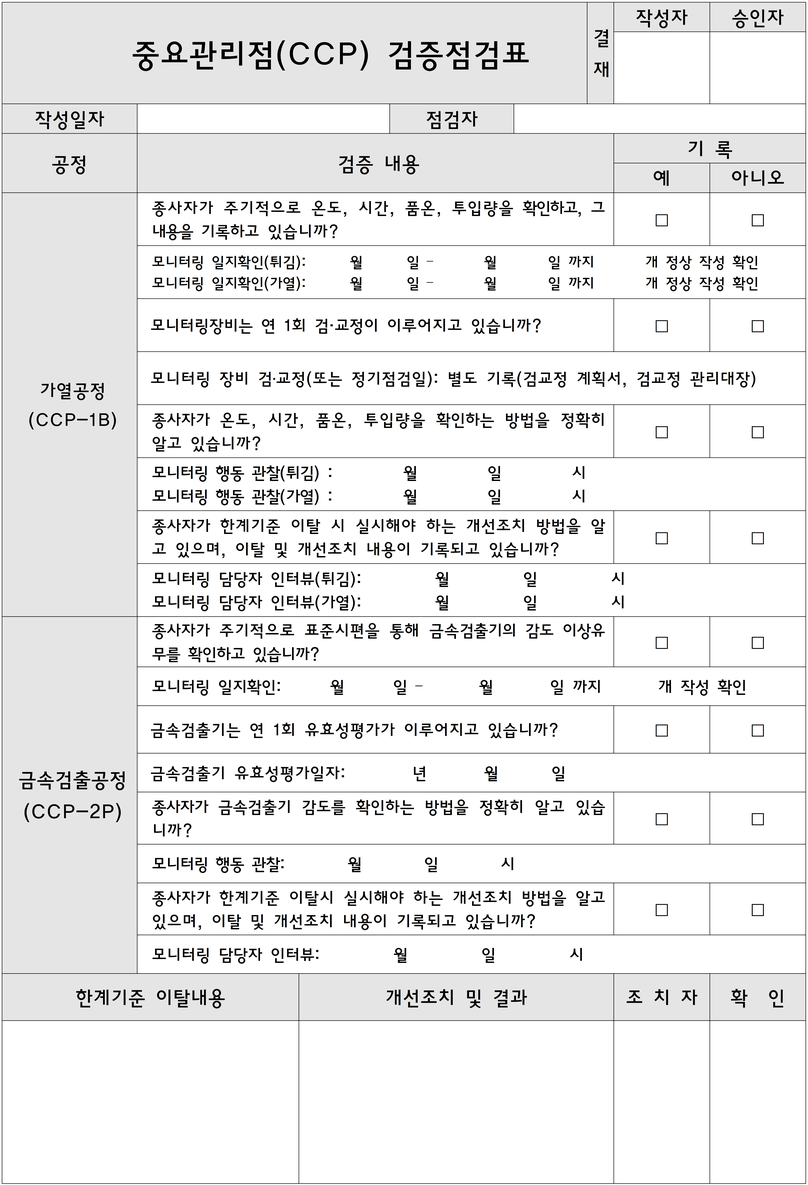 중요관리점(CCP) 검증점검표
결재
작성자 승인자
작성일자 점검자
공정 검증 내용 기 록
예 아니오
가열공정
(CCP-1B)
종사자가 주기적으로 온도, 시간, 품온, 투입량을 확인하고, 그
내용을 기록하고 있습니까? □ □
모니터링 일지확인(튀김): 월 일 - 월 일 까지 개 정상 작성 확인
모니터링 일지확인(가열): 월 일 - 월 일 까지 개 정상 작성 확인
모니터링장비는 연 1회 검·교정이 이루어지고 있습니까? □ □
모니터링 장비 검·교정(또는 정기점검일): 별도 기록(검교정 계획서, 검교정 관리대장)
종사자가 온도, 시간, 품온, 투입량을 확인하는 방법을 정확히
알고 있습니까? □ □
모니터링 행동 관찰(튀김) : 월 일 시
모니터링 행동 관찰(가열) : 월 일 시
종사자가 한계기준 이탈 시 실시해야 하는 개선조치 방법을 알
고 있으며, 이탈 및 개선조치 내용이 기록되고 있습니까? □ □
모니터링 담당자 인터뷰(튀김): 월 일 시
모니터링 담당자 인터뷰(가열): 월 일 시
금속검출공정
(CCP-2P)
종사자가 주기적으로 표준시편을 통해 금속검출기의 감도 이상유
무를 확인하고 있습니까? □ □
모니터링 일지확인: 월 일 - 월 일 까지 개 작성 확인
금속검출기는 연 1회 유효성평가가 이루어지고 있습니까? □ □
금속검출기 유효성평가일자: 년 월 일
종사자가 금속검출기 감도를 확인하는 방법을 정확히 알고 있습
니까? □ □
모니터링 행동 관찰: 월 일 시
종사자가 한계기준 이탈시 실시해야 하는 개선조치 방법을 알고
있으며, 이탈 및 개선조치 내용이 기록되고 있습니까? □ □
모니터링 담당자 인터뷰: 월 일 시
한계기준 이탈내용 개선조치 및 결과 조 치 자 확 인